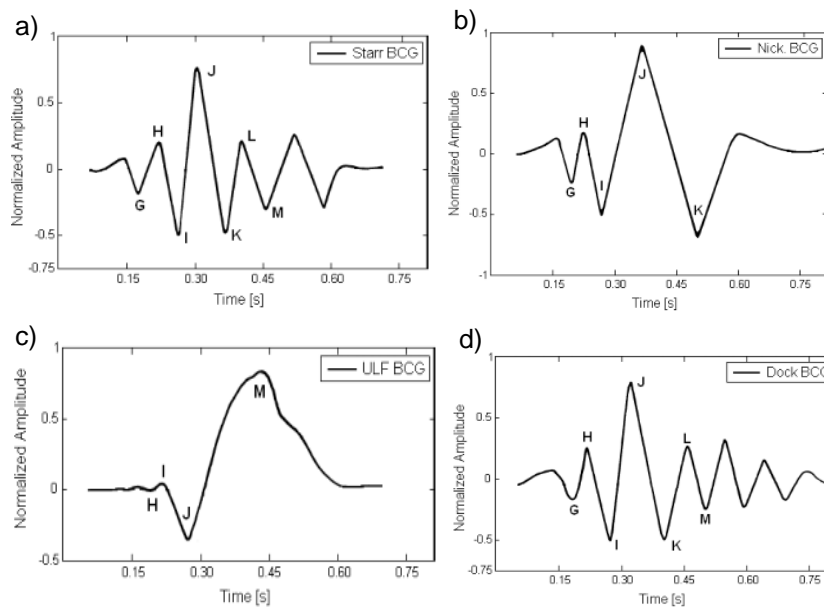 a)
Starr BCG
Normalized Amplitude
1
0.5
0
-0.5
-0.75
G
H
I
J
K
L
M
0.15 0.30 0.45 0.60 0.75
Time [s]
b)
Nick. BCG
Normalized Amplitude
1
0.5
0
-0.5
-1
G
H
I
J
K
0.15 0.30 0.45 0.60 0.75
Time [s]
c)
ULF BCG
Normalized Amplitude
1
0.5
0
-0.5
H
I
J
M
0.15 0.30 0.45 0.60 0.75
Time [s]
d)
Dock BCG
Normalized Amplitude
1
0.5
0
-0.5
-0.75
G
H
I
J
K
L
M
0.15 0.30 0.45 0.60 0.75
Time [s]